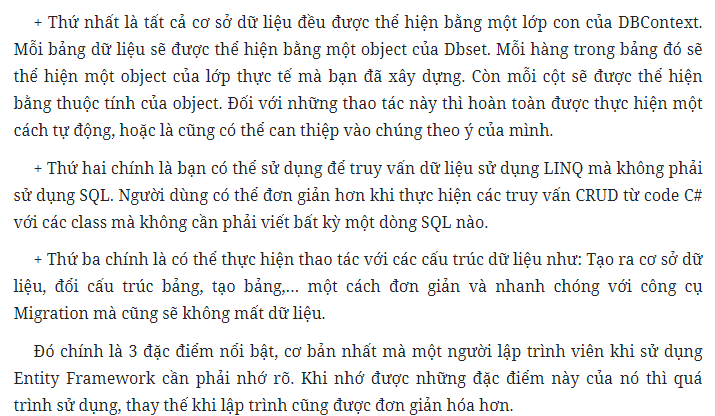 + Thứ nhất là tất cả cơ sở dữ liệu đều được thể hiện bằng một lớp con của DBContext.
Mỗi bảng dữ liệu sẽ được thể hiện bằng một object của Dbset. Mỗi hàng trong bảng đó sẽ
thể hiện một object của lớp thực tế mà bạn đã xây dựng. Còn mỗi cột sẽ được thể hiện
bằng thuộc tính của object. Đối với những thao tác này thì hoàn toàn được thực hiện một
cách tự động, hoặc là cũng có thể can thiệp vào chúng theo ý của mình.
+ Thứ hai chính là bạn có thể sử dụng để truy vấn dữ liệu sử dụng LINQ mà không phải
sử dụng SQL. Người dùng có thể đơn giản hơn khi thực hiện các truy vấn CRUD từ code C#
với các class mà không cần phải viết bất kỳ một dòng SQL nào.
+ Thứ ba chính là có thể thực hiện thao tác với các cấu trúc dữ liệu như: Tạo ra cơ sở dữ
liệu, đổi cấu trúc bảng, tạo bảng,... một cách đơn giản và nhanh chóng với công cụ
Migration mà cũng sẽ không mất dữ liệu.
Đó chính là 3 đặc điểm nổi bật, cơ bản nhất mà một người lập trình viên khi sử dụng
Entity Framework cần phải nhớ rõ. Khi nhớ được những đặc điểm này của nó thì quá
trình sử dụng, thay thế khi lập trình cũng được đơn giản hóa hơn.